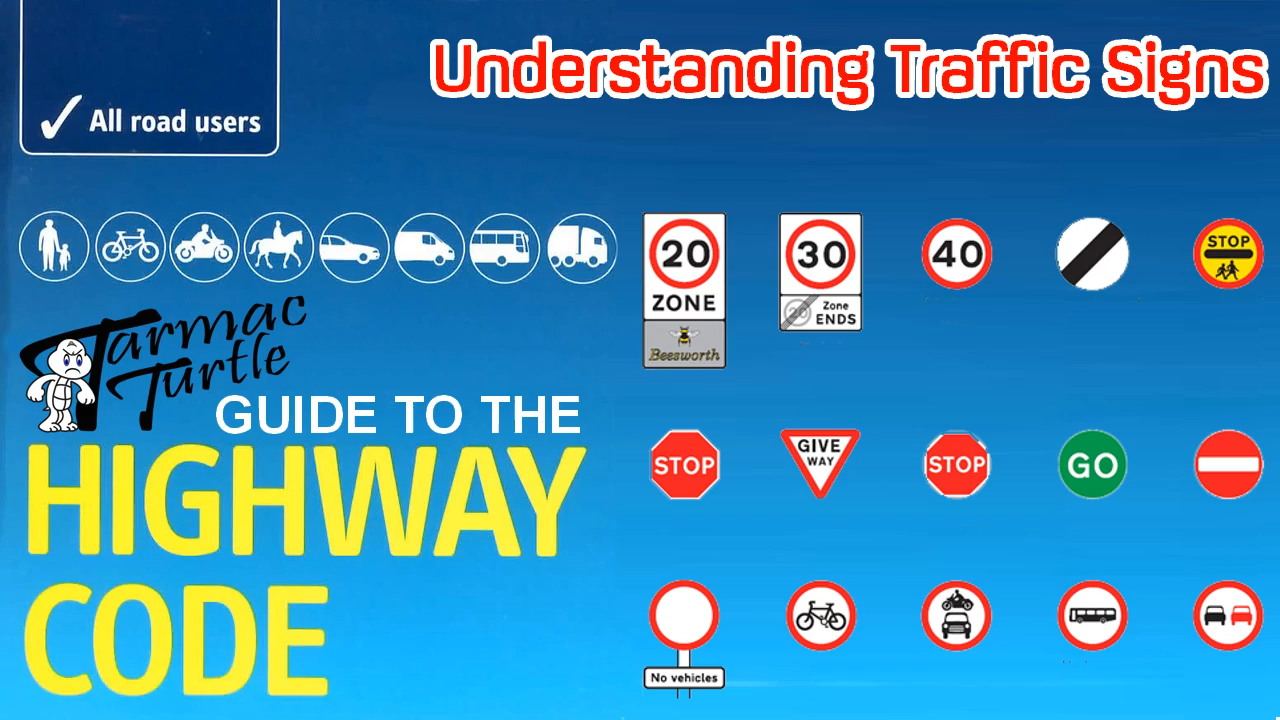 Understanding Traffic Signs
All road users
20
ZONE
Beesworth
30
20
Zone
ENDS
40
STOP
Tarmac
Turtle
GUIDE TO THE
HIGHWAY
CODE
STOP
GIVE
WAY
STOP
GO
No vehicles